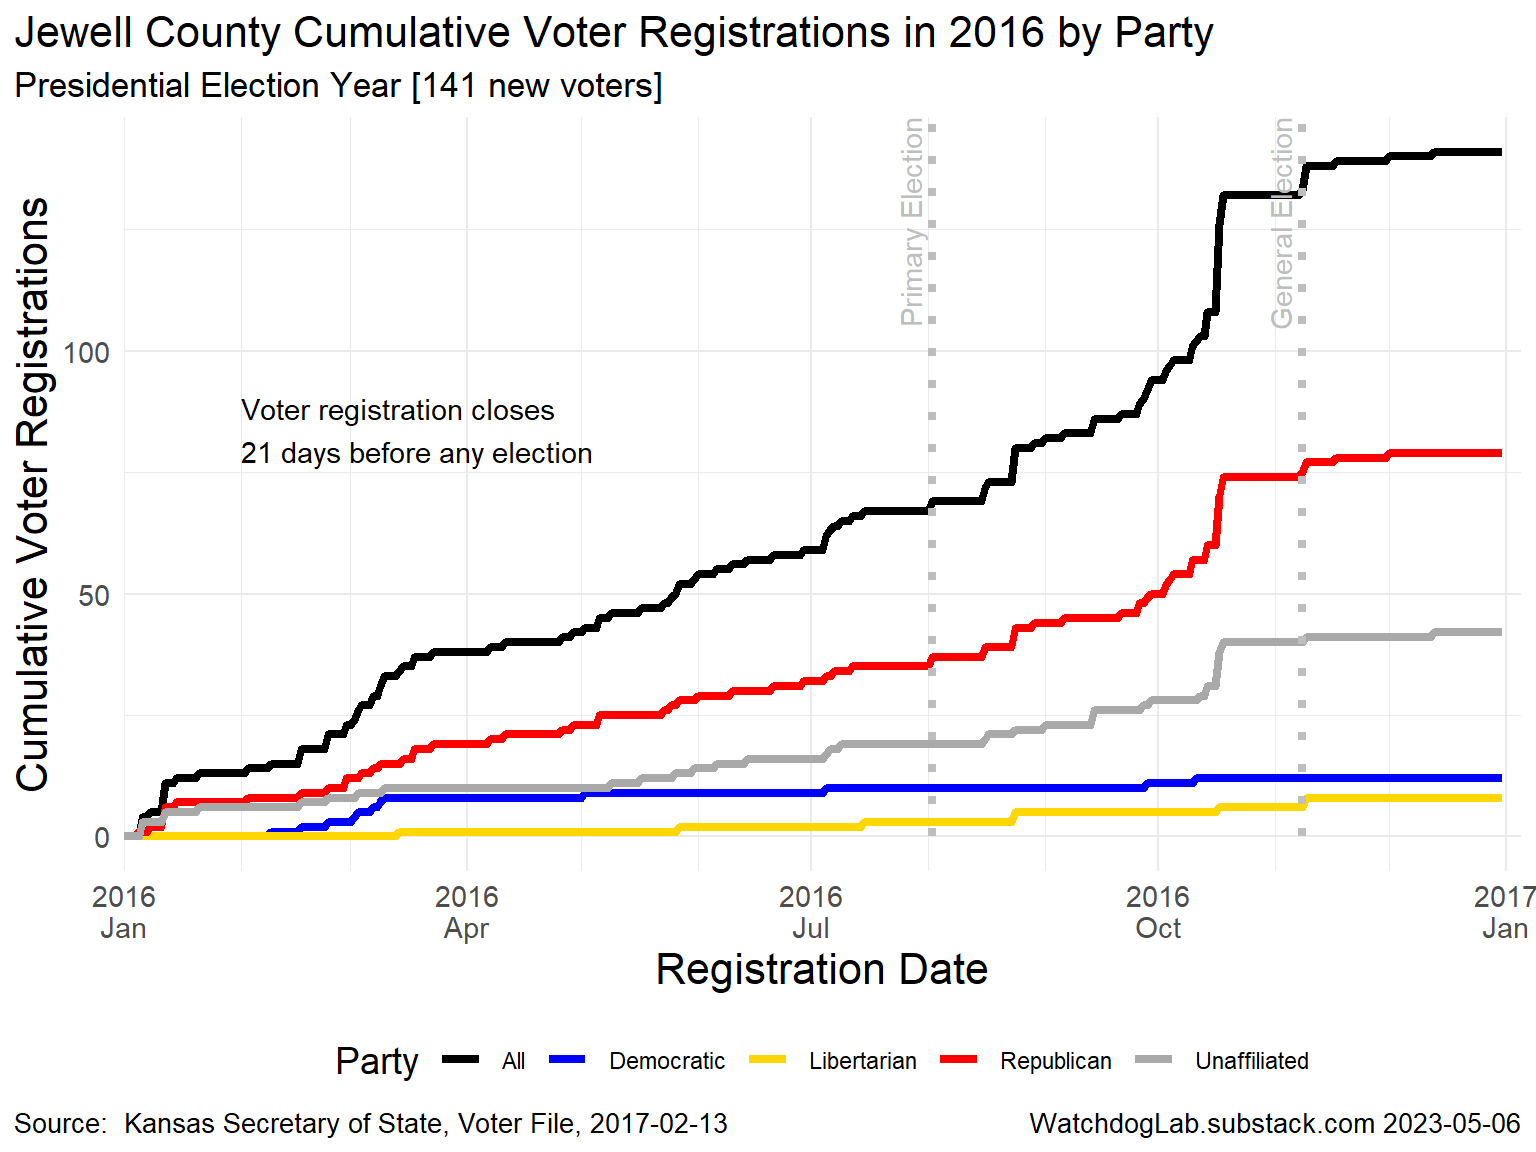 Jewell County Cumulative Voter Registrations in 2016 by Party
Presidential Election Year [141 new voters]
Cumulative Voter Registrations
100
50
0
Voter registration closes
21 days before any election
Primary Election
General Election
2016 2016 2016 2016 2017
Jan Apr Jul Oct Jan
Registration Date
Party All Democratic Libertarian Republican Unaffiliated
Source:  Kansas Secretary of State, Voter File, 2017-02-13
WatchdogLab.substack.com 2023-05-06